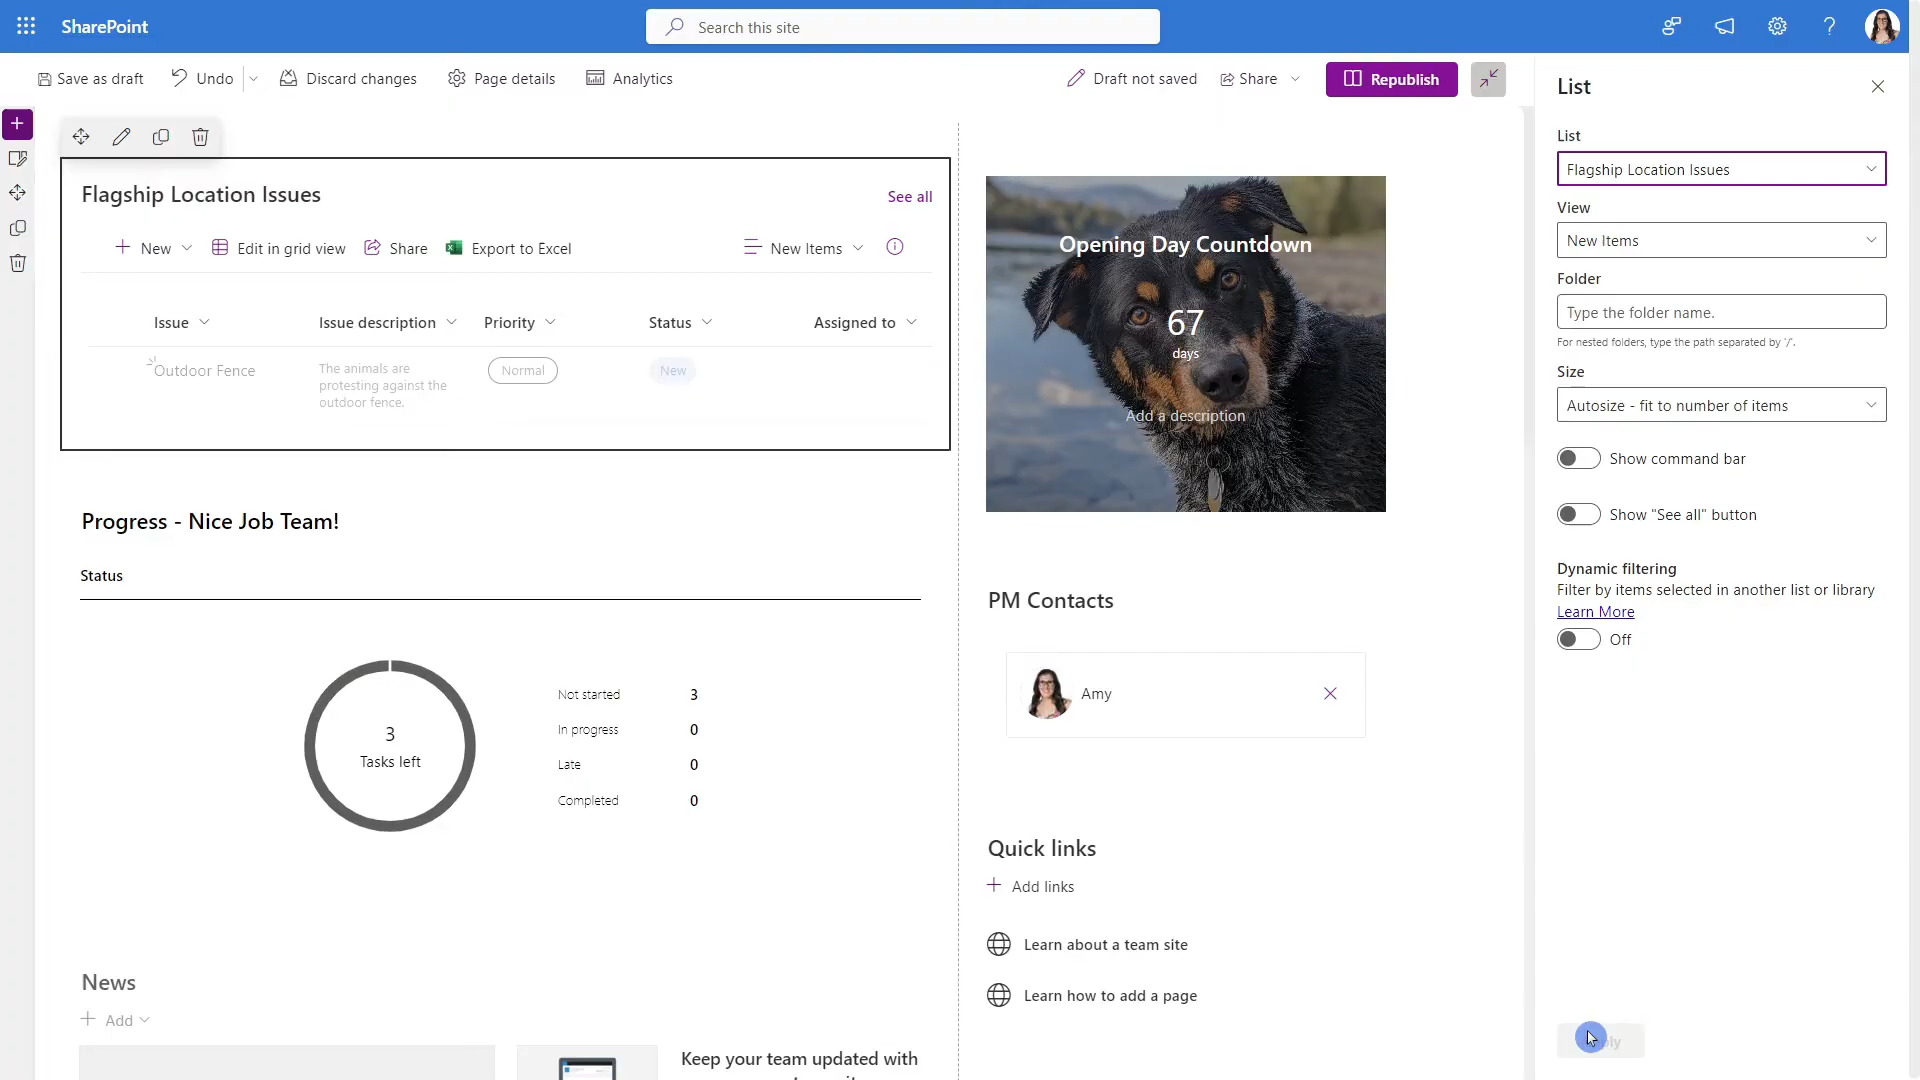 SharePoint
Search this site
Save as draft
Undo
Discard changes
Page details
Analytics
Draft not saved
Share
Republish
Flagship Location Issues
See all
New
Edit in grid view
Share
Export to Excel
New Items
Issue
Issue description
Priority
Status
Assigned to
Outdoor Fence
The animals are
protesting against the
outdoor fence.
Normal
New
Progress - Nice Job Team!
Status
3
Tasks left
Not started 3
In progress 0
Late 0
Completed 0
News
Add
Keep your team updated with
Opening Day Countdown
67
days
Add a description
PM Contacts
Amy
Quick links
Add links
Learn about a team site
Learn how to add a page
List
List
Flagship Location Issues
View
New Items
Folder
Type the folder name.
For nested folders, type the path separated by '/'.
Size
Autosize - fit to number of items
Show command bar
Show "See all" button
Dynamic filtering
Filter by items selected in another list or library
Learn More
Off